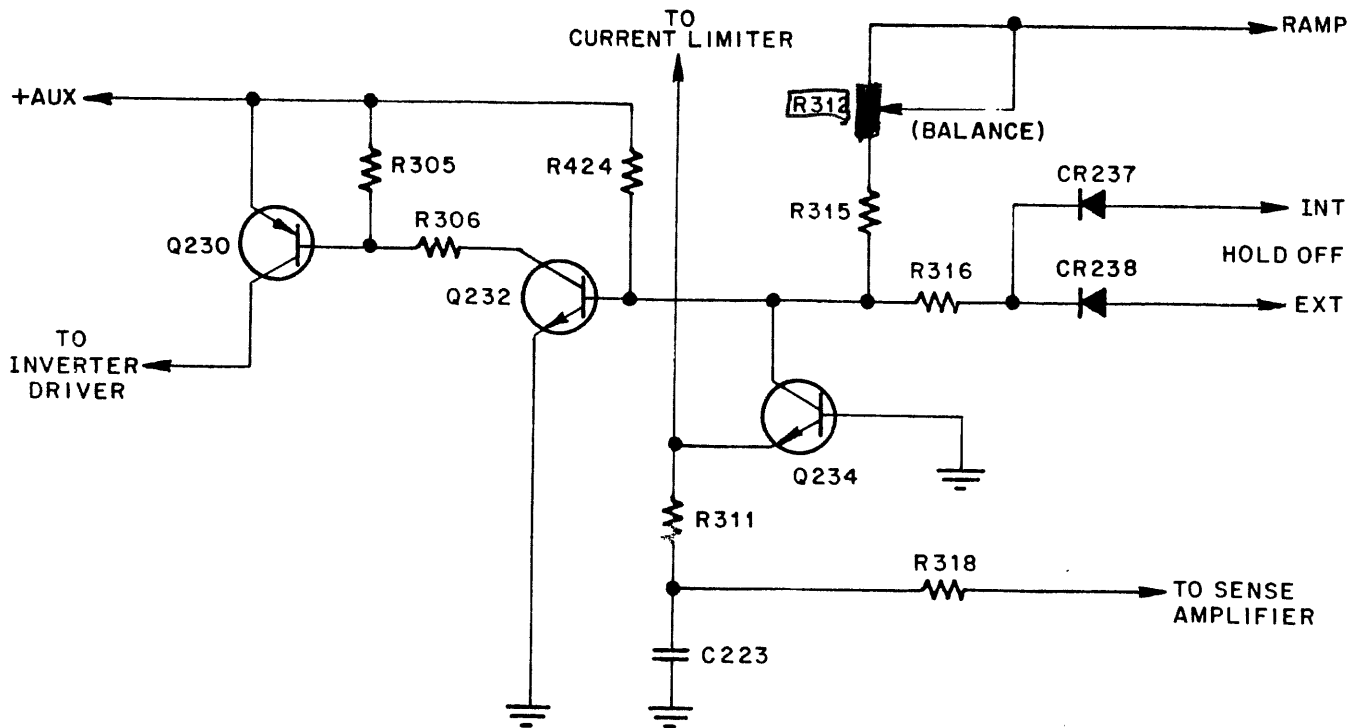 TO
CURRENT LIMITER
RAMP
+AUX
R312
(BALANCE)
R305
R424
CR237
R315
INT
R306
Q230
HOLD OFF
R316
CR238
Q232
EXT
TO
INVERTER
DRIVER
Q234
R311
R318
TO SENSE
AMPLIFIER
C223